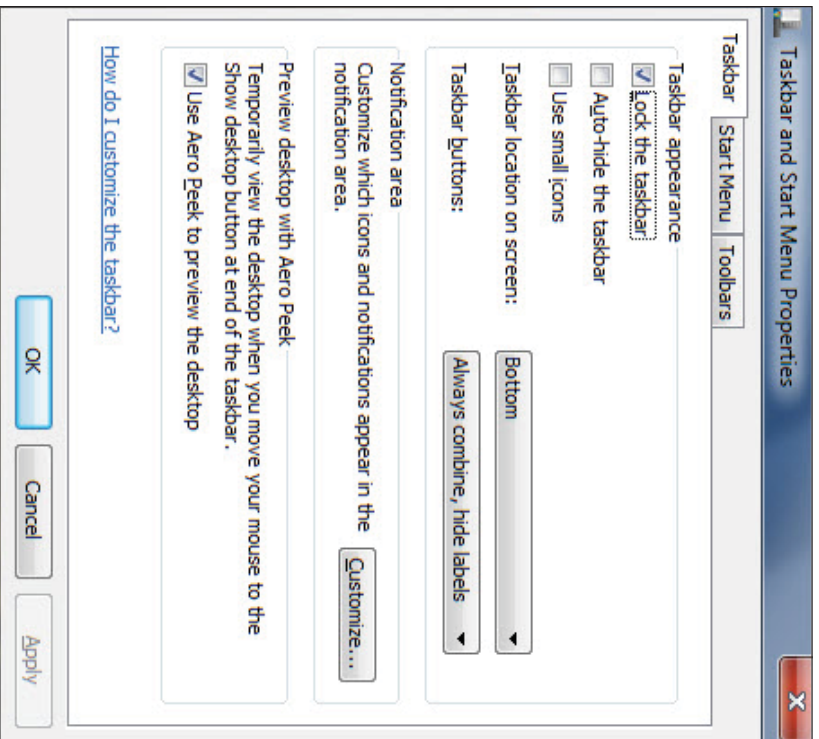 Taskbar and Start Menu Properties
Taskbar
Start Menu
Toolbars
Taskbar appearance
Lock the taskbar
Auto-hide the taskbar
Use small icons
Taskbar location on screen:
Bottom
Taskbar buttons:
Always combine, hide labels
Notification area
Customize which icons and notifications appear in the
notification area.
Customize...
Preview desktop with Aero Peek
Temporarily view the desktop when you move your mouse to the
Show desktop button at end of the taskbar.
Use Aero Peek to preview the desktop
How do I customize the taskbar?
OK
Cancel
Apply